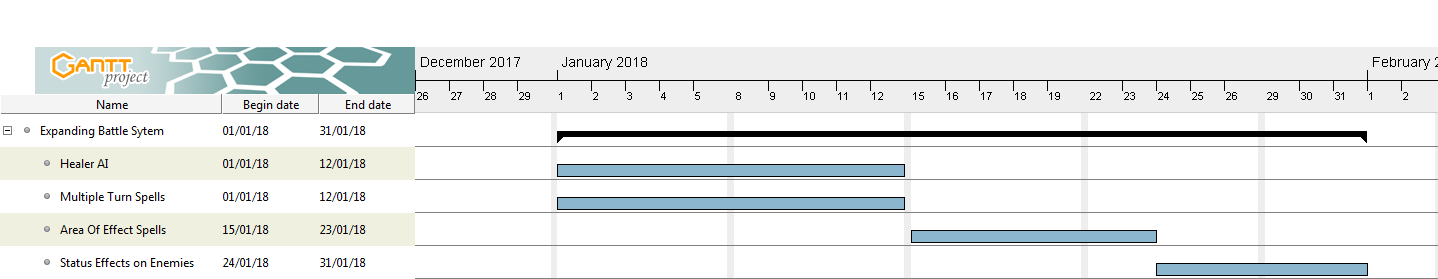 GANTT
project
December 2017 January 2018 February 2
26 27 28 29 1 2 3 4 5 8 9 10 11 12 15 16 17 18 19 22 23 24 25 26 29 30 31 1 2
Name Begin date End date
Expanding Battle Sytem 01/01/18 31/01/18
Healer AI 01/01/18 12/01/18
Multiple Turn Spells 01/01/18 12/01/18
Area Of Effect Spells 15/01/18 23/01/18
Status Effects on Enemies 24/01/18 31/01/18